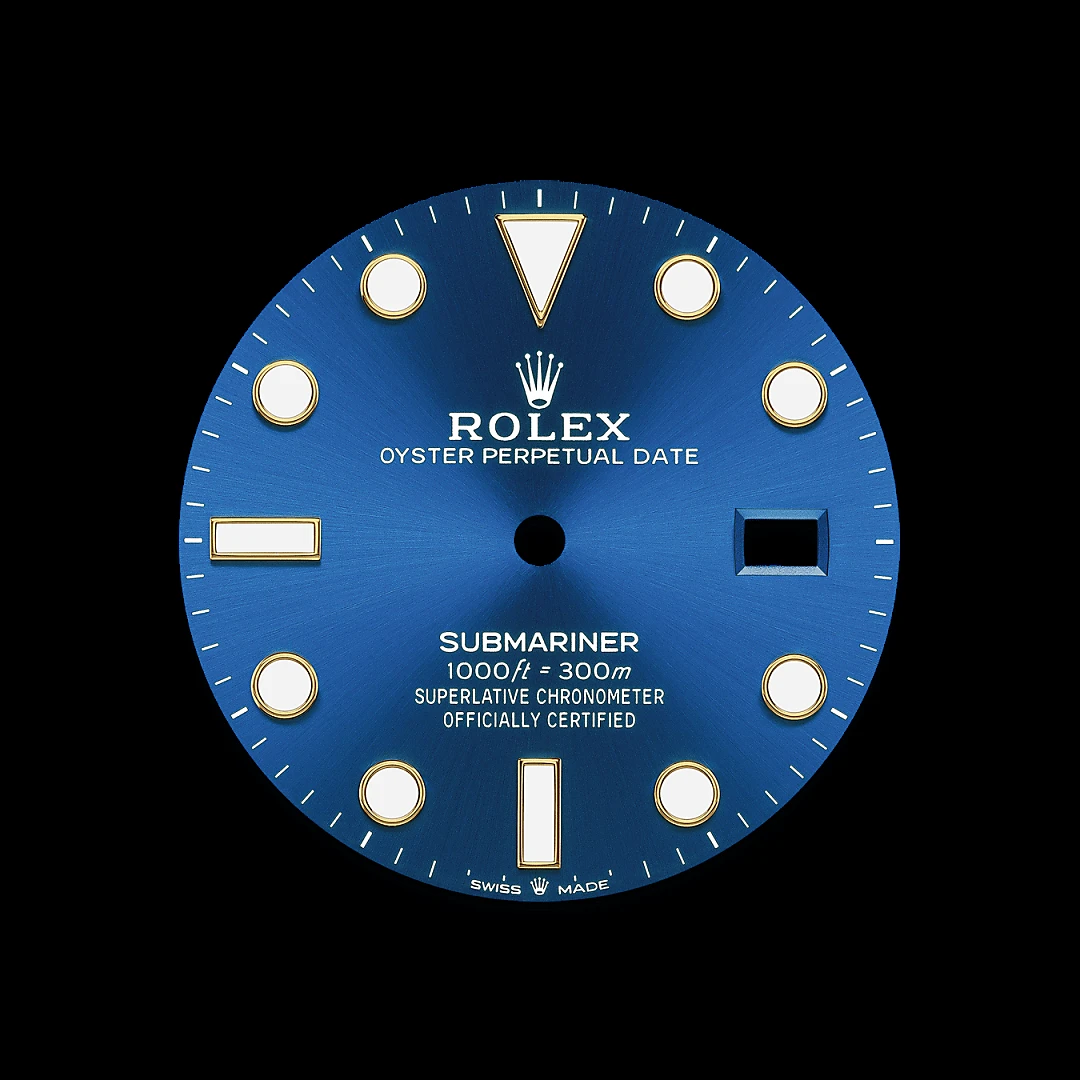 ROLEX
OYSTER PERPETUAL DATE
SUBMARINER
1000ft = 300m
SUPERLATIVE CHRONOMETER
OFFICIALLY CERTIFIED
SWISS MADE